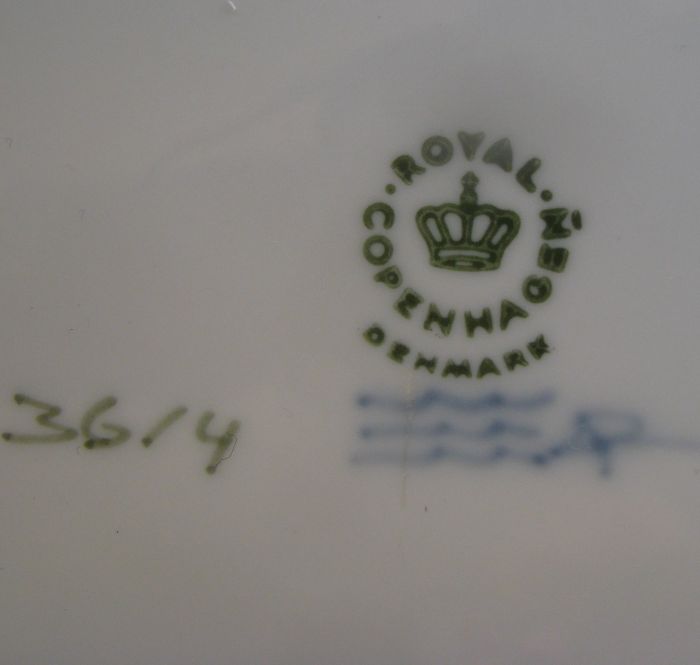 ROYAL.
COPENHAGEN
DENMARK
3614